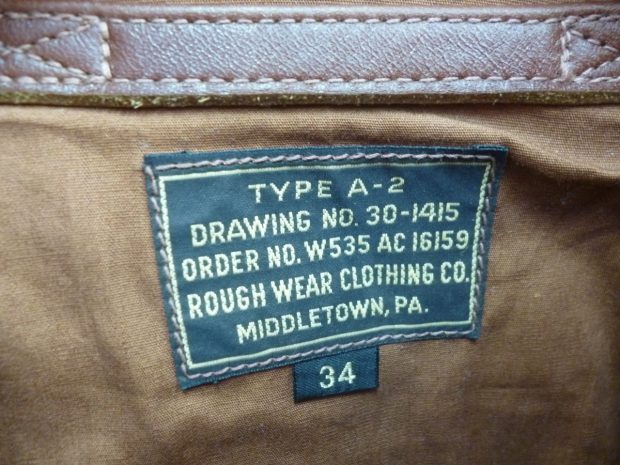 TYPE A-2
DRAWING NO. 30-1415
ORDER NO. W535 AC 16159
ROUGH WEAR CLOTHING CO.
MIDDLETOWN, PA.
34